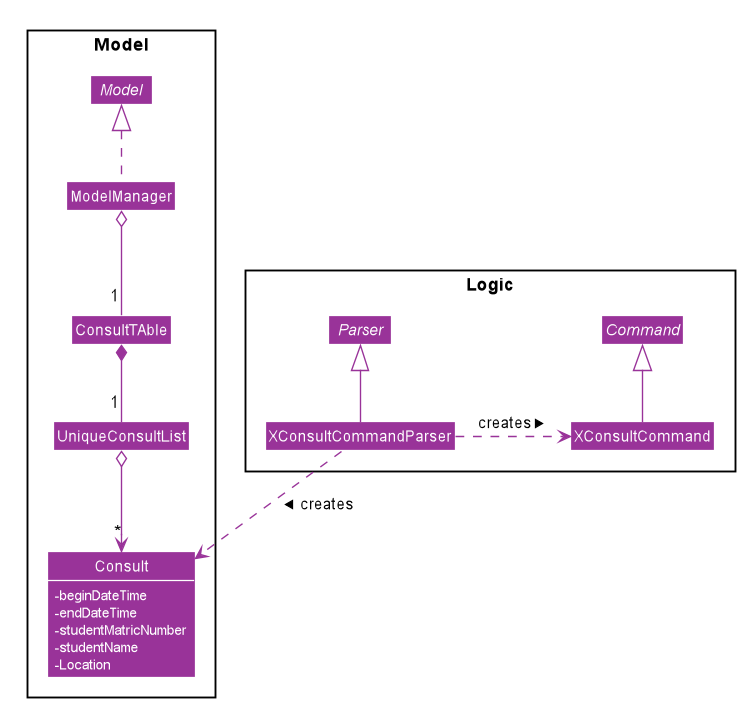 Model
Model
ModelManager
1
ConsultTAble
1
UniqueConsultList
*
Consult
-beginDateTime
-endDateTime
-studentMatricNumber
-studentName
-Location
Logic
Parser
Command
XConsultCommandParser
creates ►
XConsultCommand
◄ creates